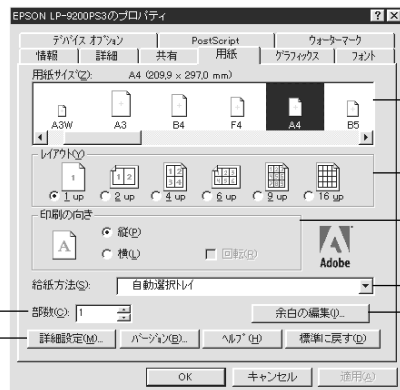 EPSON LP-9200PS3のプロパティ
デバイス オプション PostScript ウォーターマーク
情報 詳細 共有 用紙 グラフィックス フォント
用紙サイズ(Z): A4 (209.9 × 297.0 mm)
A3W A3 B4 F4 A4 B5
レイアウト(Y)
1 up 2 up 4 up 6 up 9 up 16 up
印刷の向き
A 縦(P)
横(L) 回転(R)
Adobe
給紙方法(S): 自動選択トレイ
部数(C): 1 余白の編集(I)...
詳細設定(M)... バージョン(B)... ヘルプ(H) 標準に戻す(D)
OK キャンセル 適用(A)